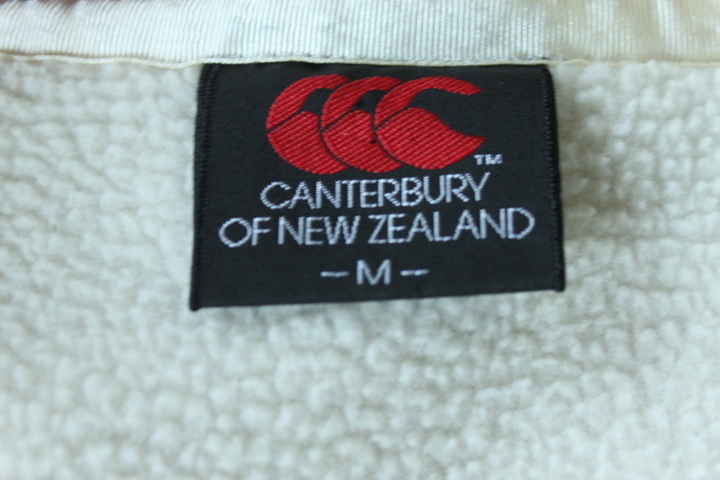 TM
CANTERBURY
OF NEW ZEALAND
-M-